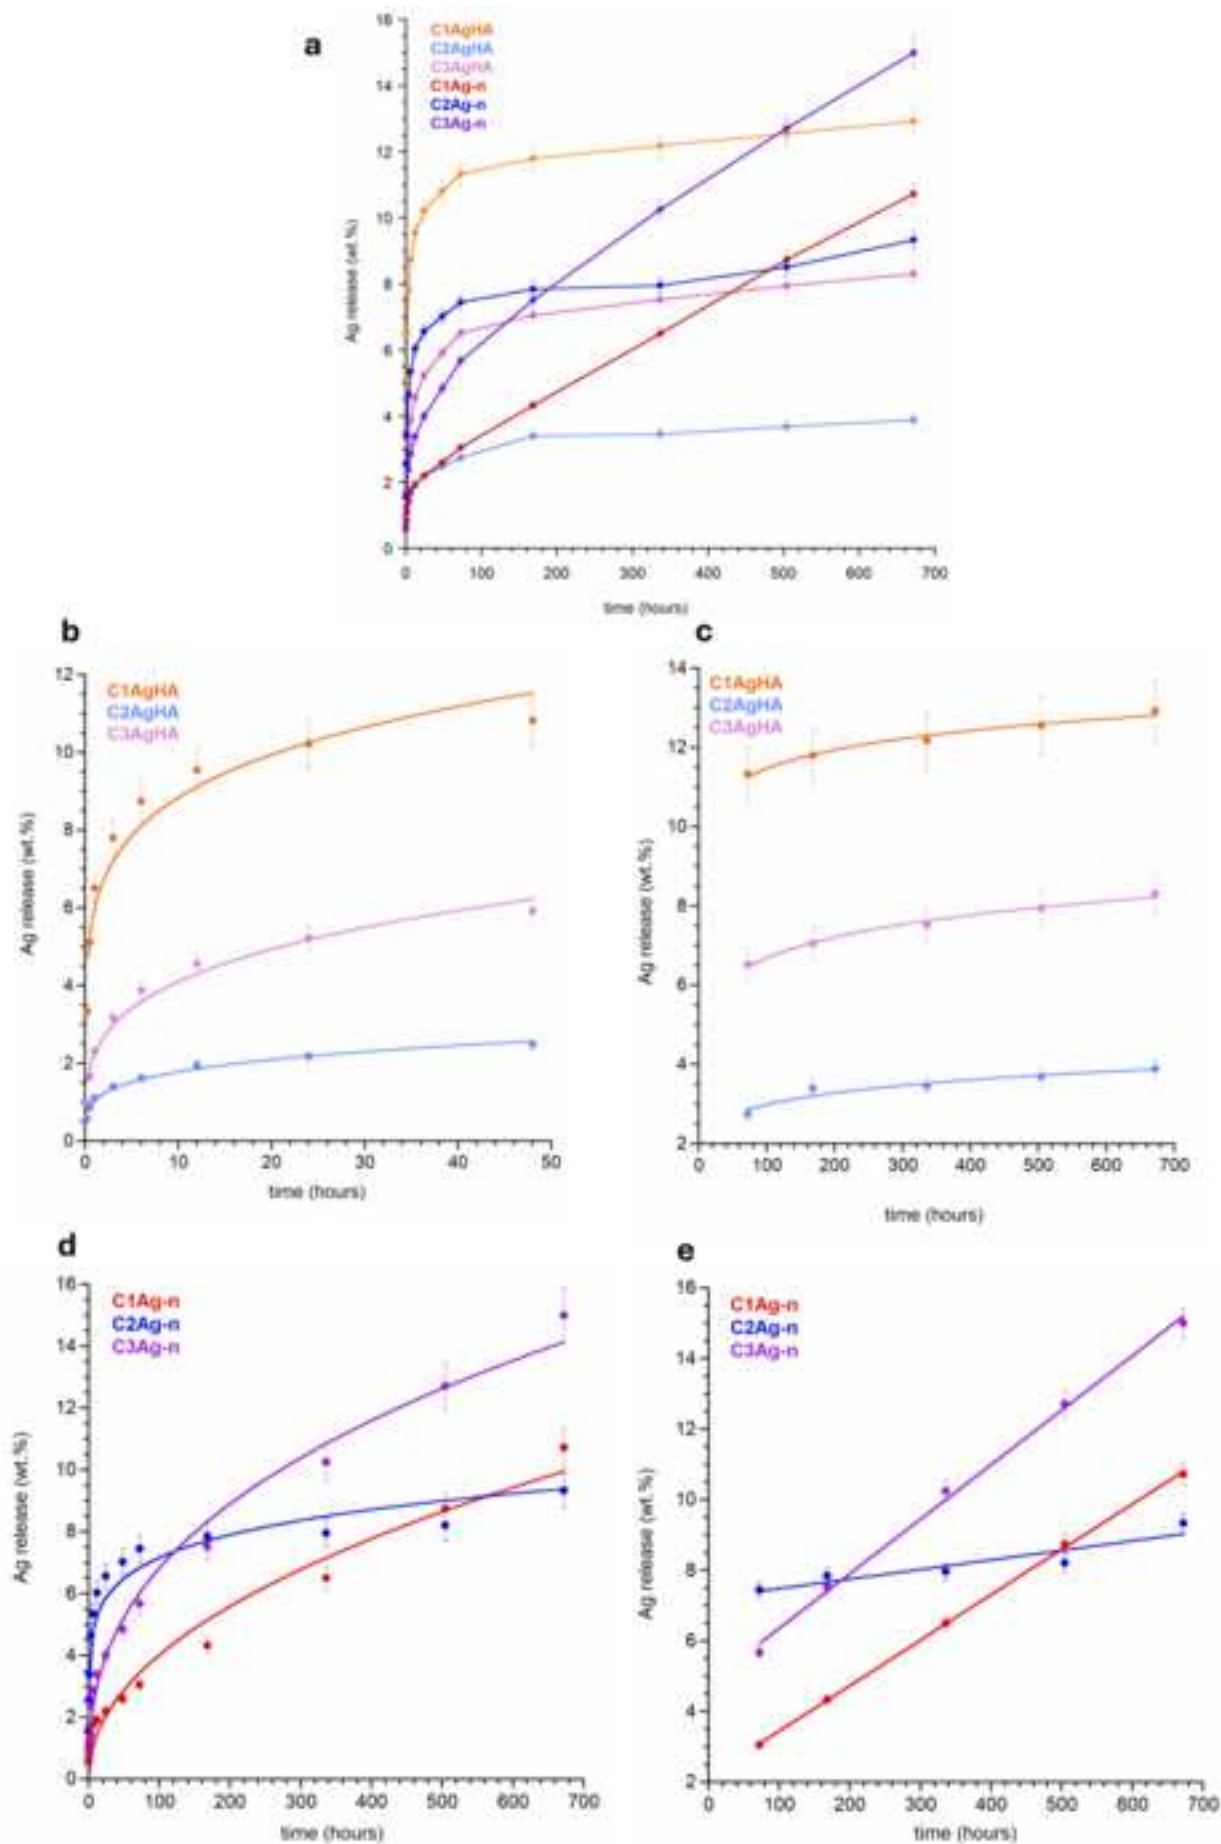 a
C1AgHA
C2AgHA
C3AgHA
C1Ag-n
C2Ag-n
C3Ag-n
16
14
12
10
8
6
4
2
0
Ag release (wt.%)
0 100 200 300 400 500 600 700
time (hours)
b
C1AgHA
C2AgHA
C3AgHA
12
10
8
6
4
2
0
Ag release (wt.%)
0 10 20 30 40 50
time (hours)
c
C1AgHA
C2AgHA
C3AgHA
14
12
10
8
6
4
2
Ag release (wt.%)
0 100 200 300 400 500 600 700
time (hours)
d
C1Ag-n
C2Ag-n
C3Ag-n
16
14
12
10
8
6
4
2
0
Ag release (wt.%)
0 100 200 300 400 500 600 700
time (hours)
e
C1Ag-n
C2Ag-n
C3Ag-n
16
14
12
10
8
6
4
2
Ag release (wt.%)
0 100 200 300 400 500 600 700
time (hours)